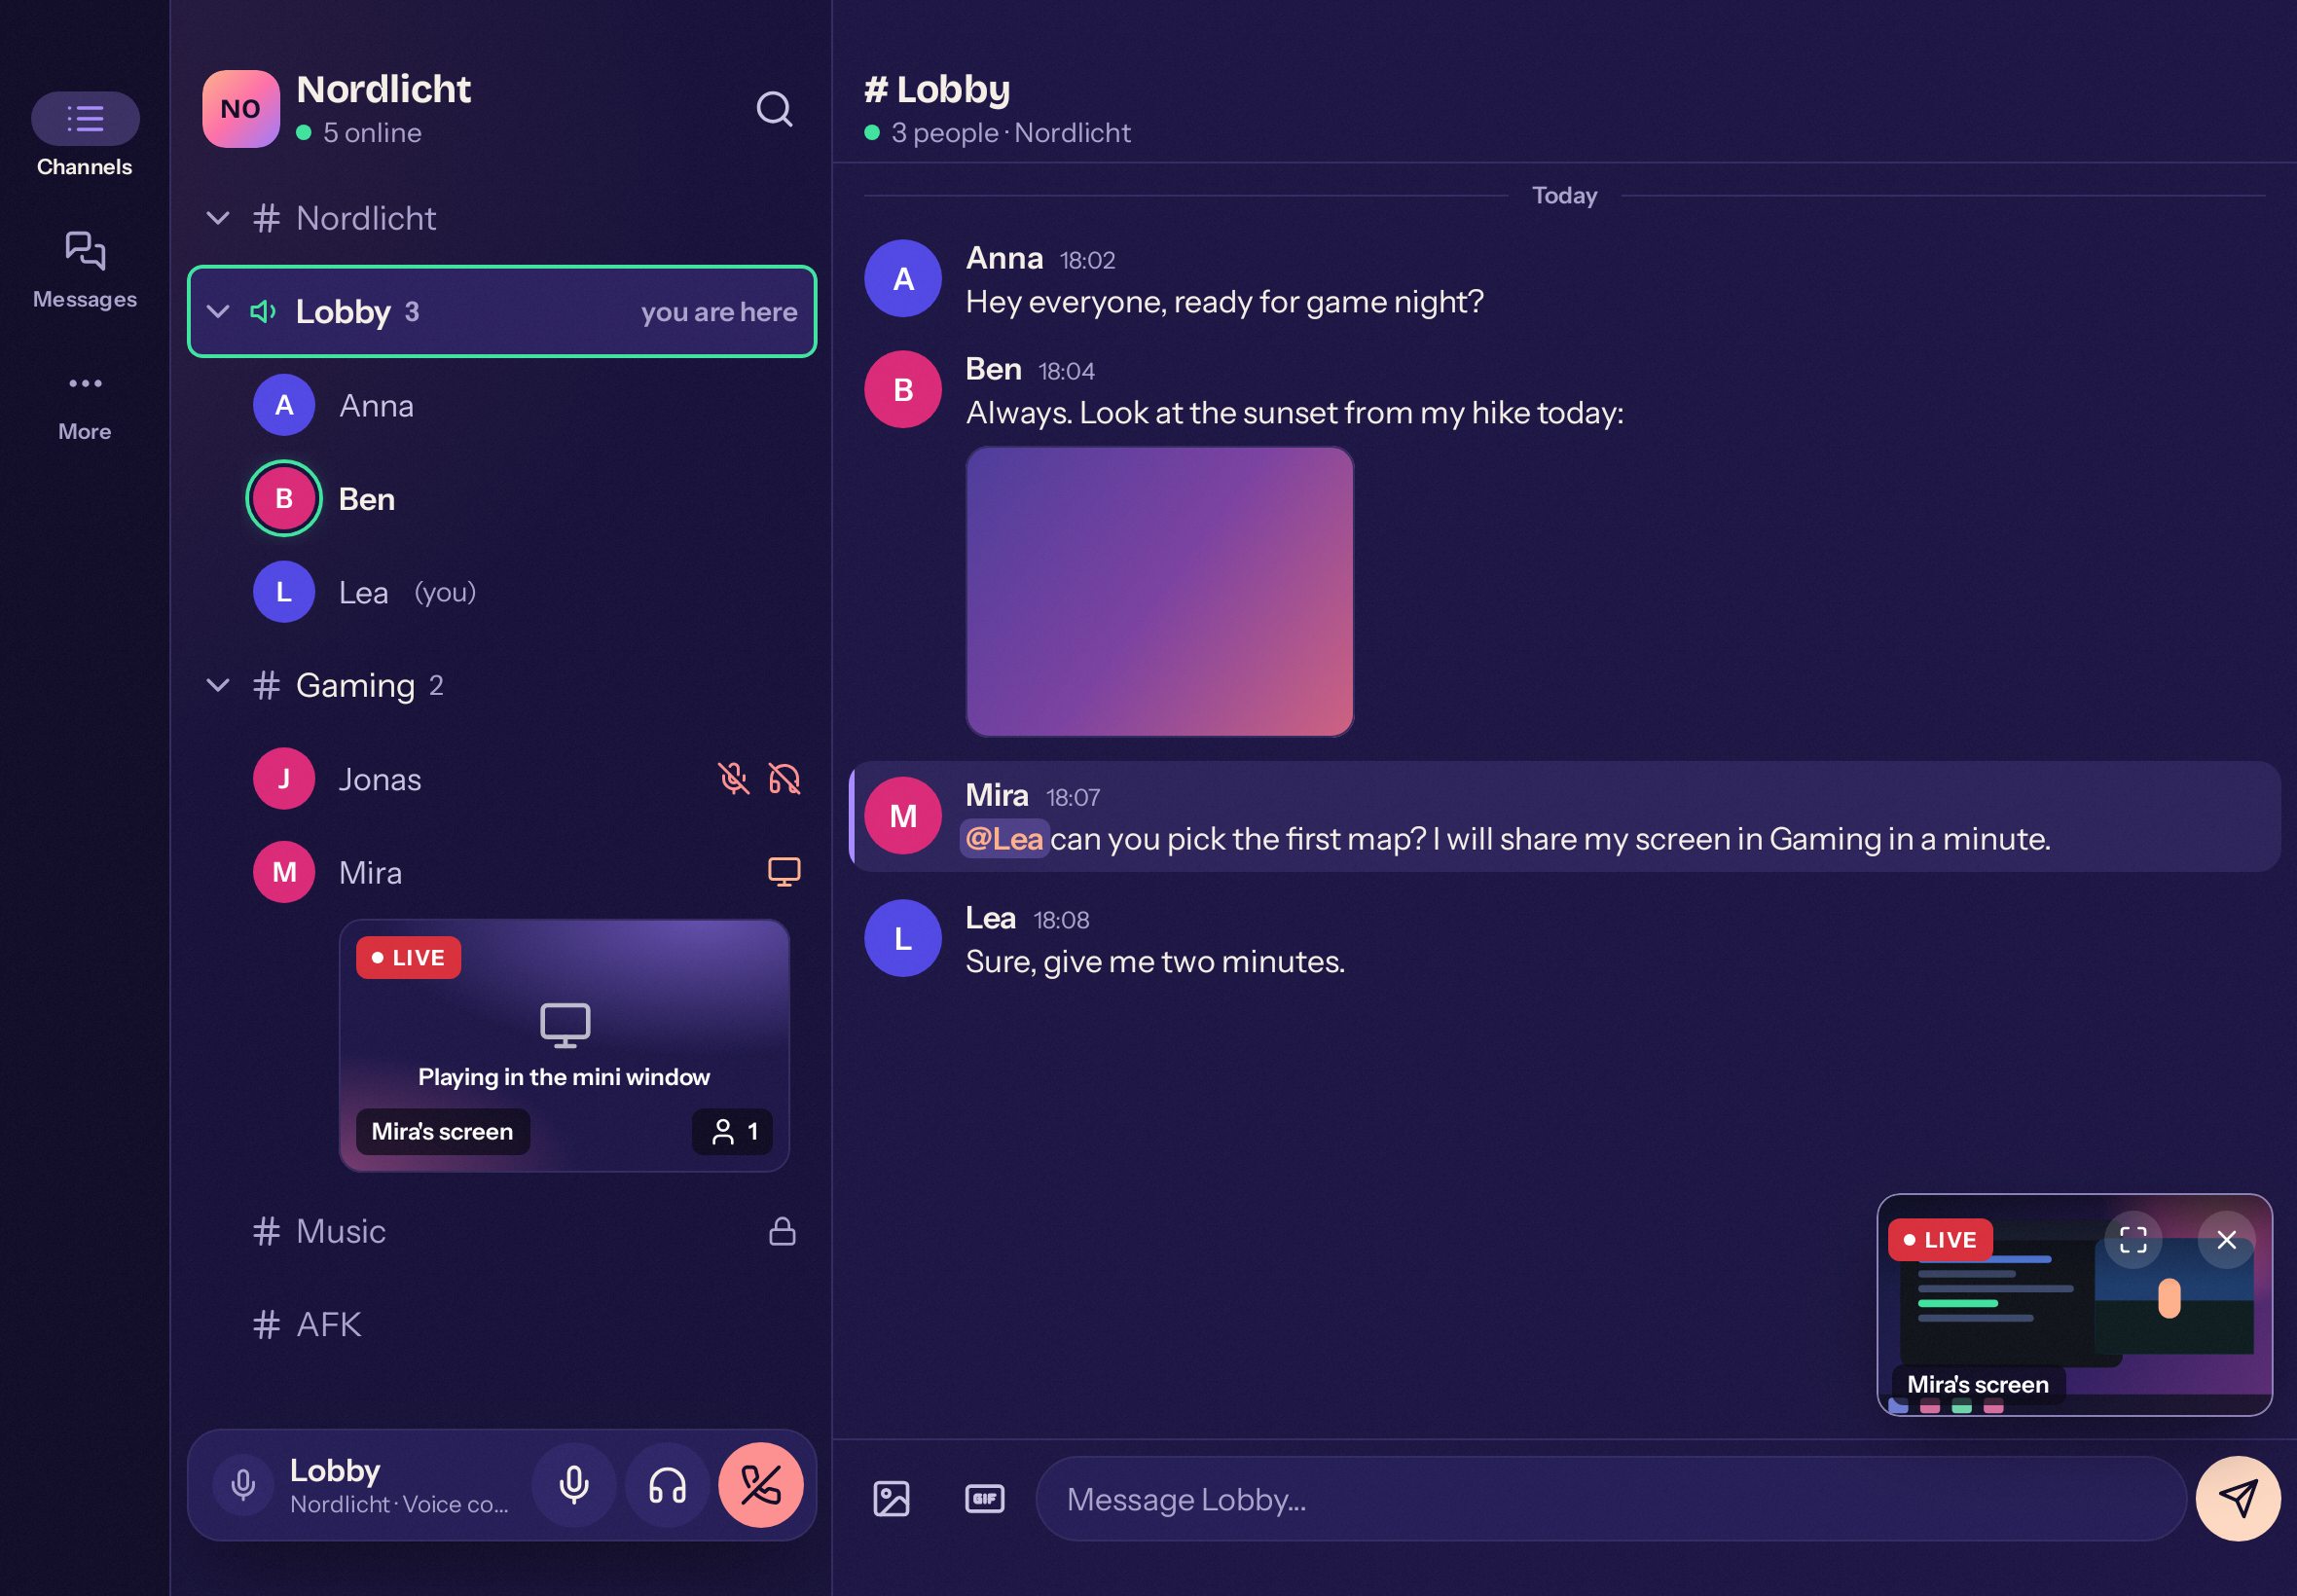 Channels
Messages
More
NO
Nordlicht
5 online
# Nordlicht
Lobby 3 you are here
A Anna
B Ben
L Lea (you)
# Gaming 2
J Jonas
M Mira
LIVE
Playing in the mini window
Mira's screen 1
# Music
# AFK
Lobby
Nordlicht · Voice co...
# Lobby
3 people · Nordlicht
Today
A
Anna 18:02
Hey everyone, ready for game night?
B
Ben 18:04
Always. Look at the sunset from my hike today:
M
Mira 18:07
@Lea can you pick the first map? I will share my screen in Gaming in a minute.
L
Lea 18:08
Sure, give me two minutes.
LIVE
Mira's screen
GIF
Message Lobby...